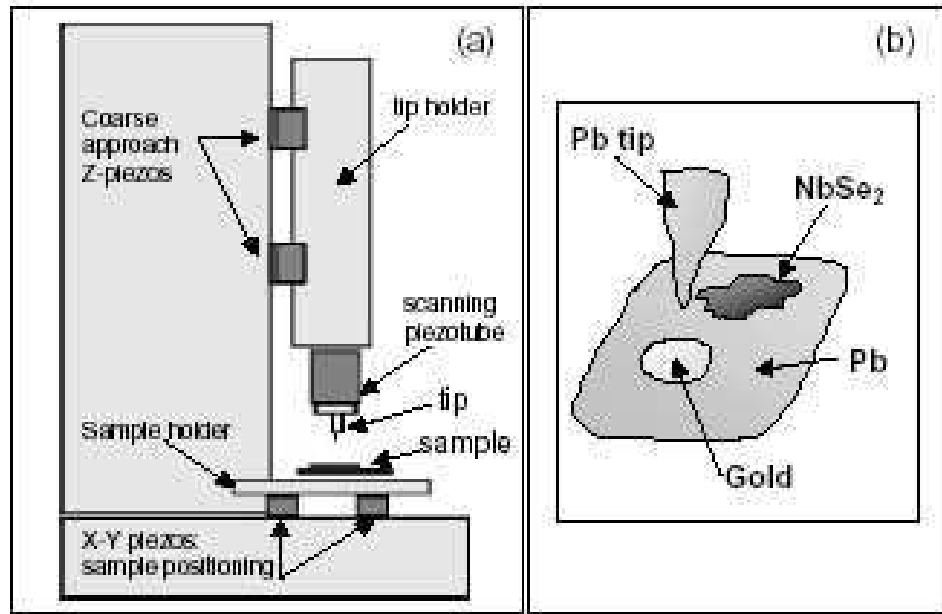 (a)
tip holder
Coarse
approach
Z-piezos
scanning
piezotube
tip
Sample holder
sample
X-Y piezos:
sample positioning
(b)
Pb tip
NbSe₂
Pb
Gold